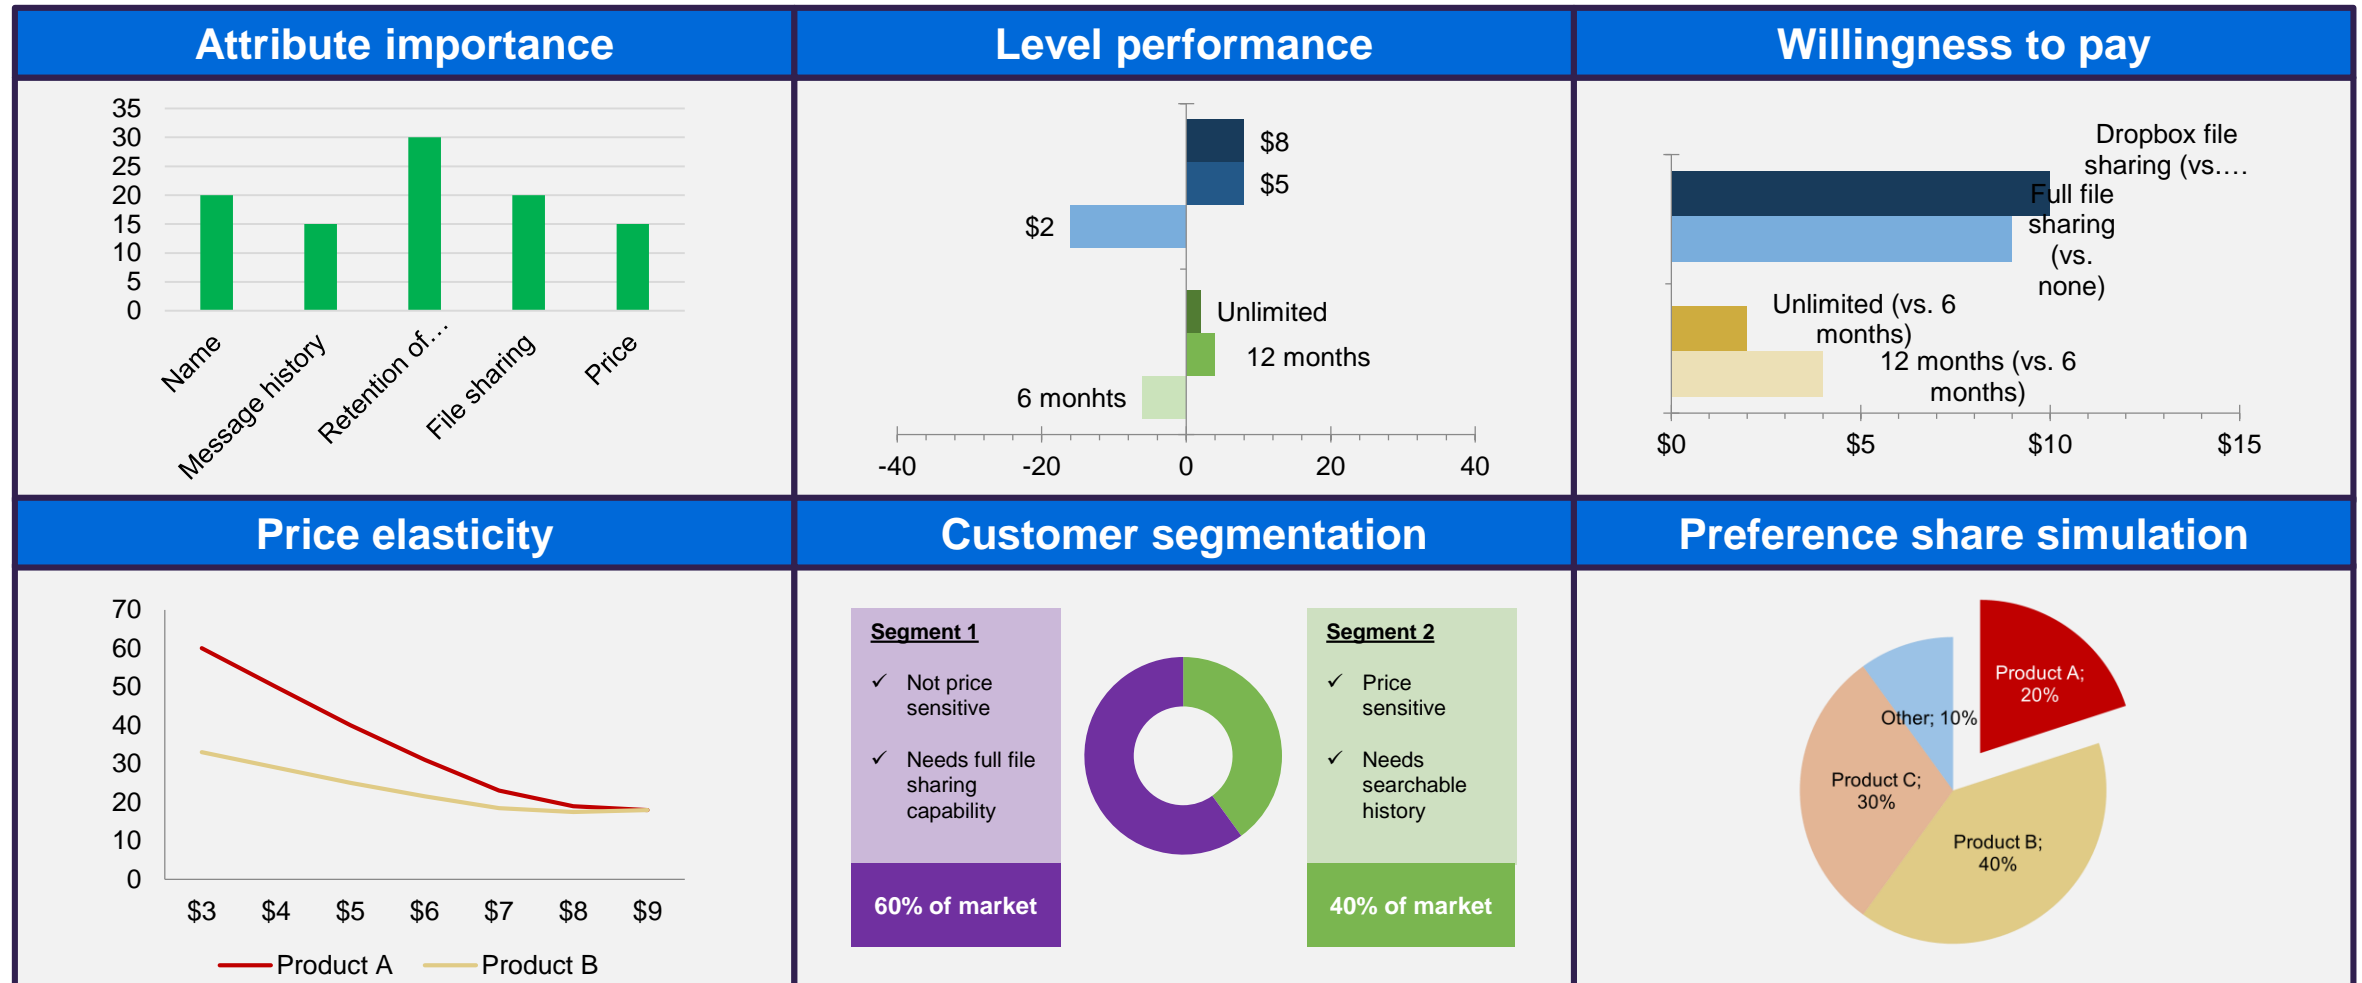 Attribute importance
Level performance
Willingness to pay
35
30
25
20
15
10
5
0
Name
Message history
Retention of…
File sharing
Price
$8
$5
$2
Unlimited
12 months
6 monhts
-40
-20
0
20
40
Dropbox file
sharing (vs.…
Full file
sharing
(vs.
none)
Unlimited (vs. 6
months)
12 months (vs. 6
months)
$0
$5
$10
$15
Price elasticity
Customer segmentation
Preference share simulation
70
60
50
40
30
20
10
0
$3
$4
$5
$6
$7
$8
$9
Product A
Product B
Segment 1
✓ Not price
sensitive
✓ Needs full file
sharing
capability
60% of market
Segment 2
✓ Price
sensitive
✓ Needs
searchable
history
40% of market
Product A;
20%
Other; 10%
Product C;
30%
Product B;
40%